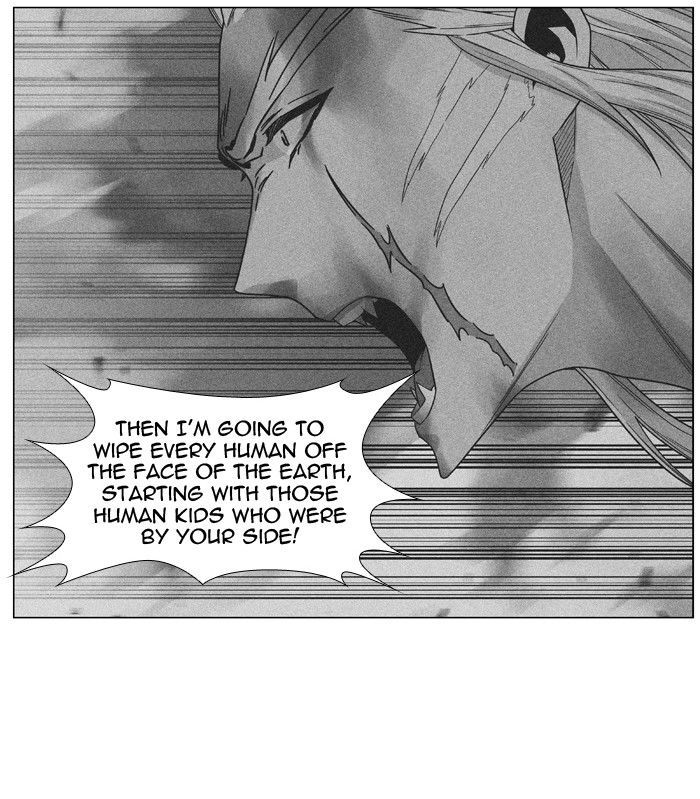 THEN I'M GOING TO
WIPE EVERY HUMAN OFF
THE FACE OF THE EARTH,
STARTING WITH THOSE
HUMAN KIDS WHO WERE
BY YOUR SIDE!